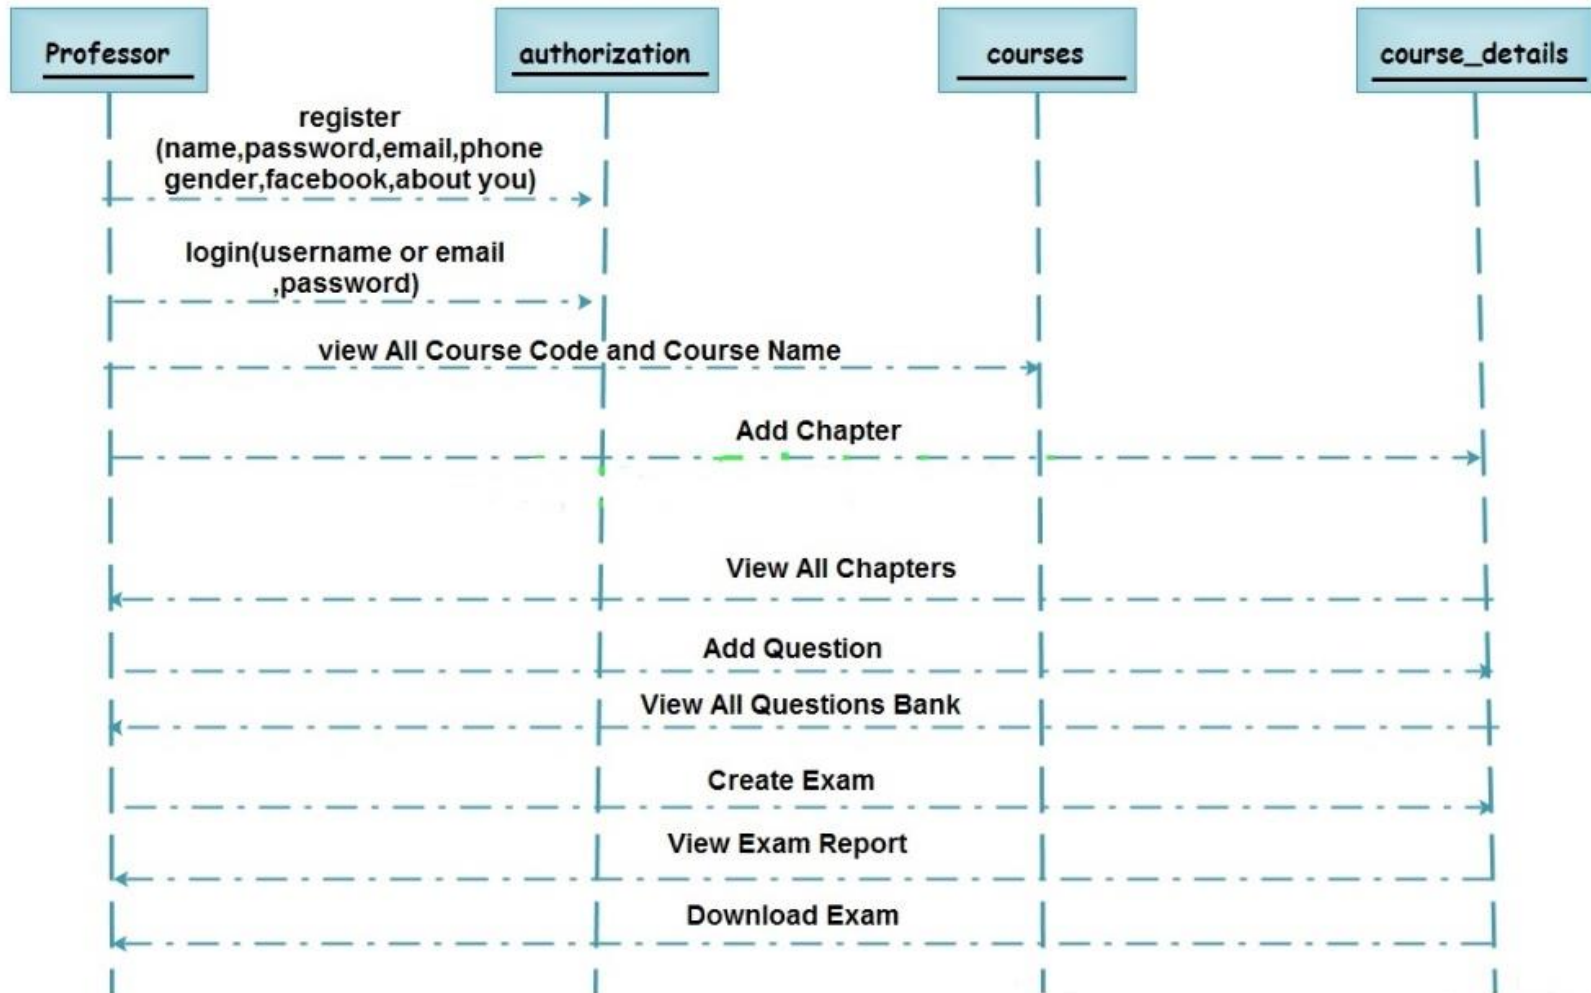 Professor
authorization
courses
course_details
register
(name,password,email,phone
gender,facebook,about you)
login(username or email
,password)
view All Course Code and Course Name
Add Chapter
View All Chapters
Add Question
View All Questions Bank
Create Exam
View Exam Report
Download Exam